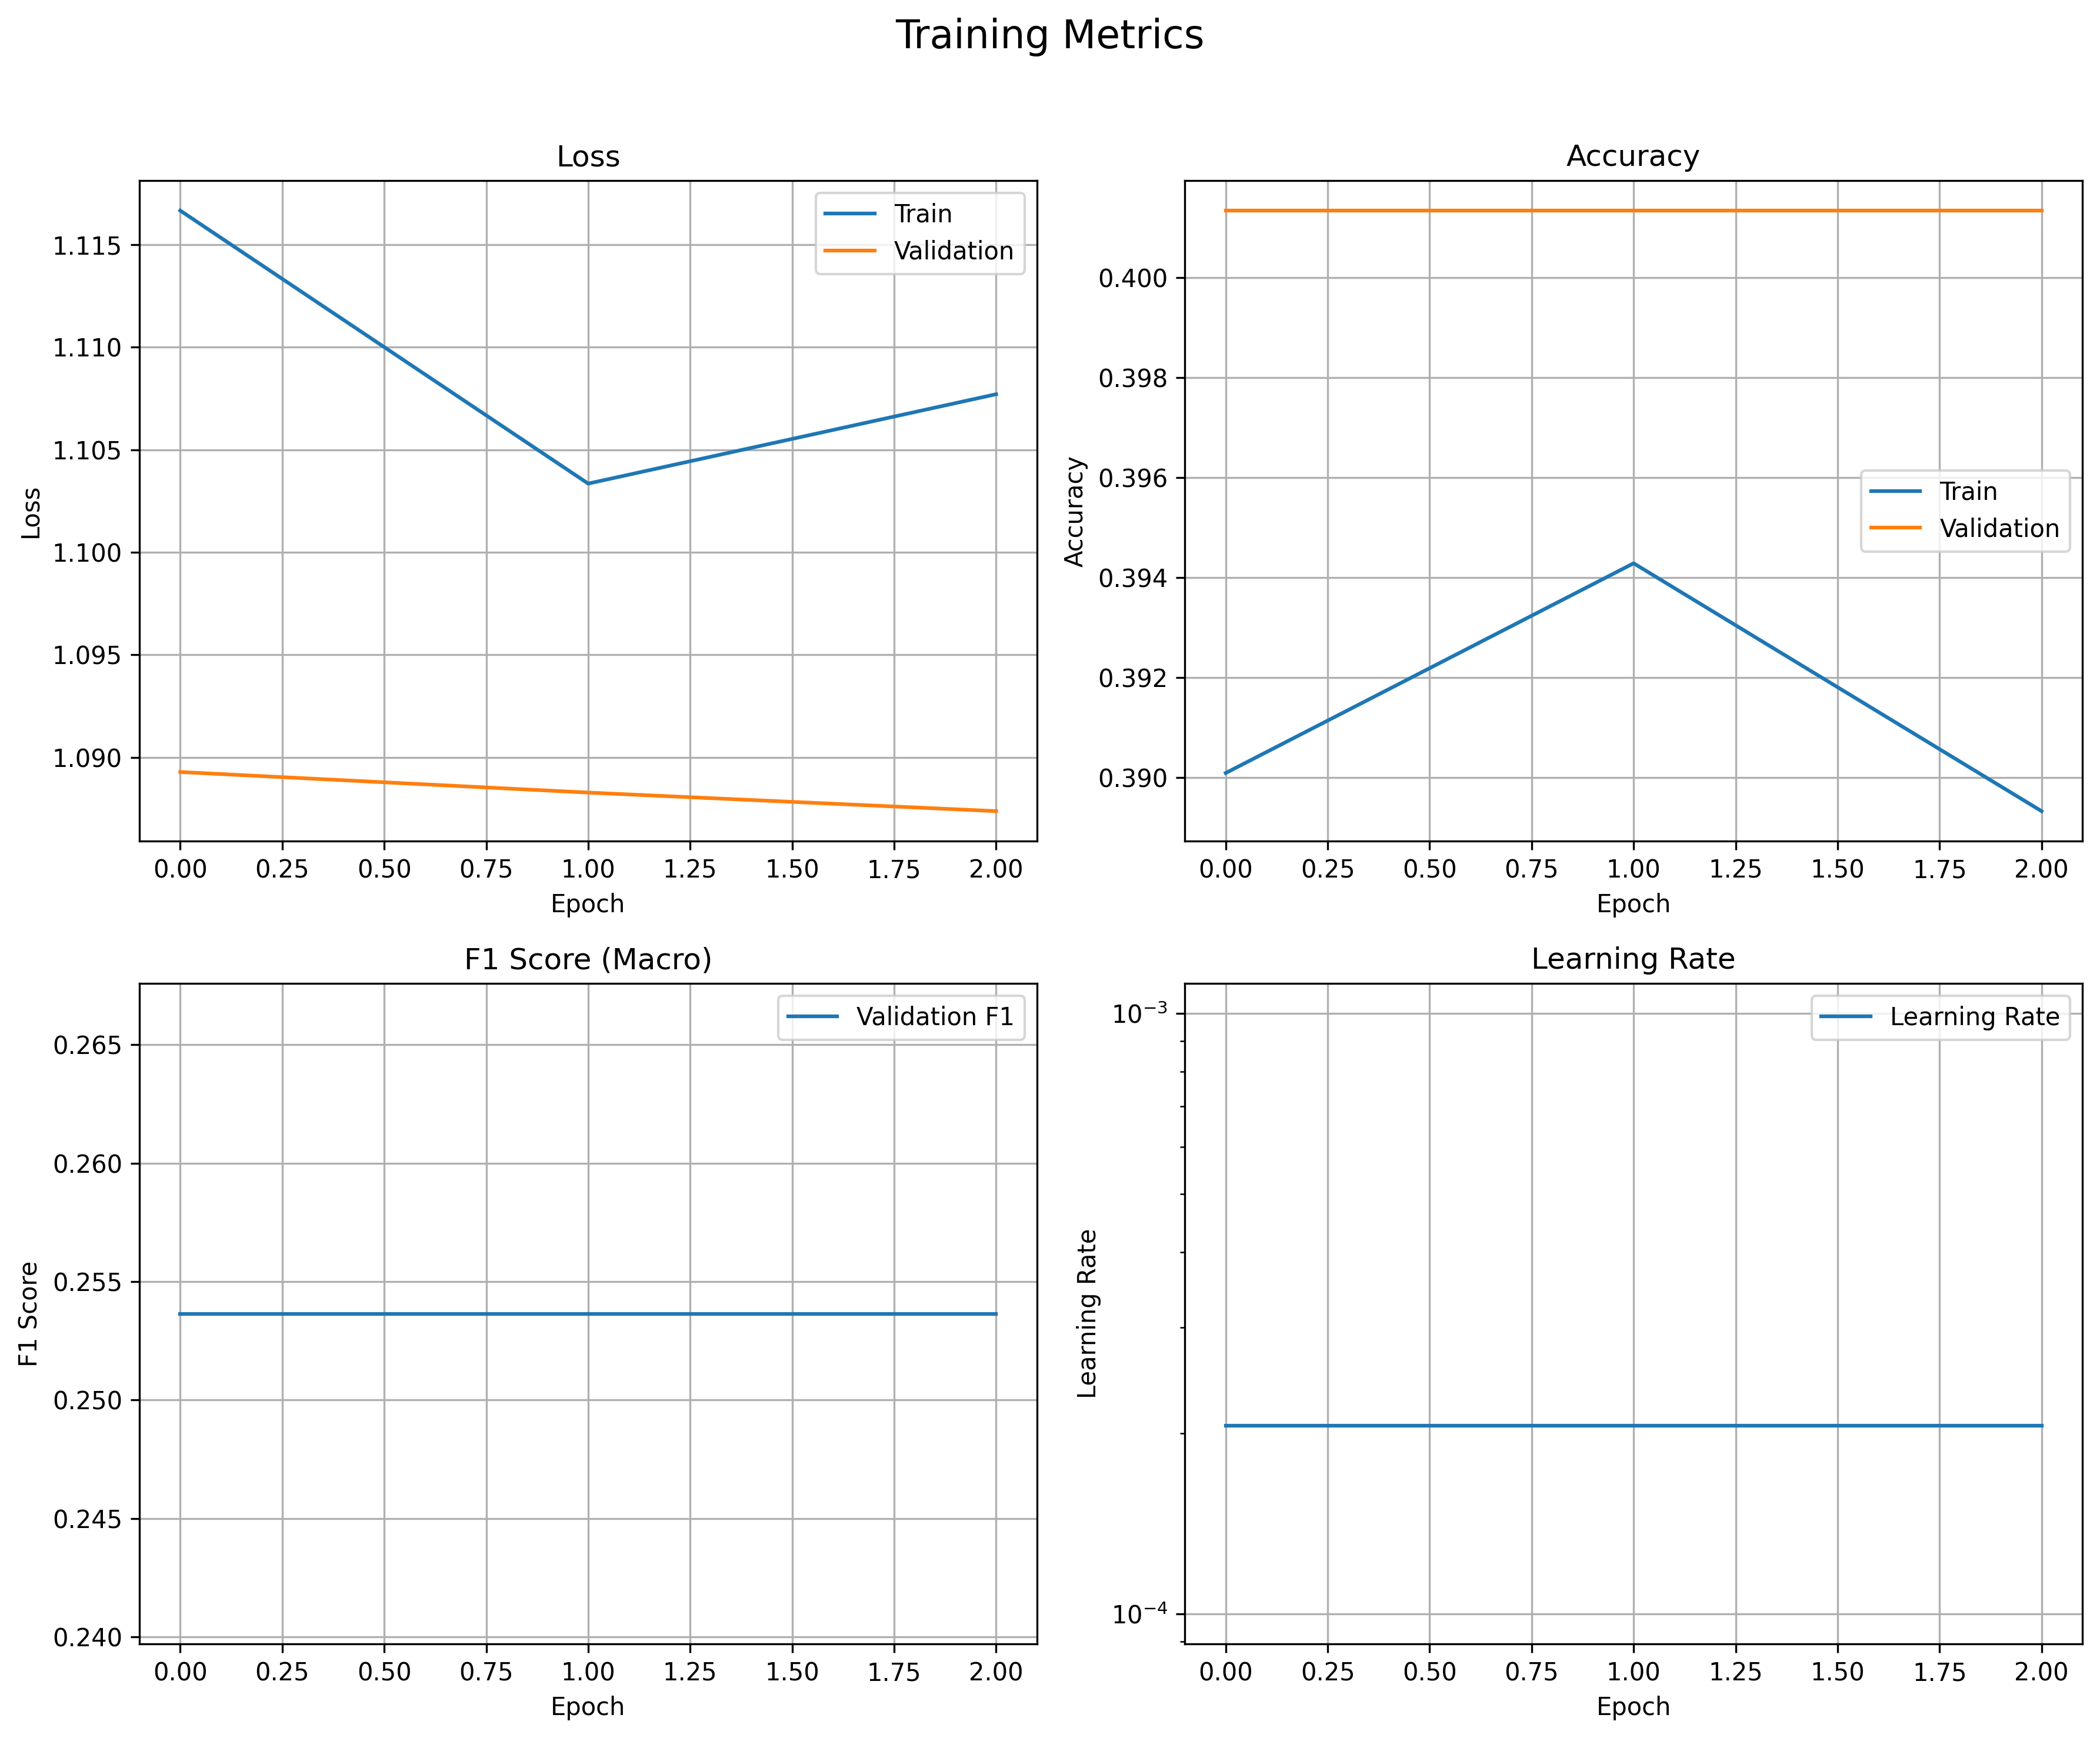 Training Metrics
Loss
Loss
1.115
1.110
1.105
1.100
1.095
1.090
Train
Validation
0.00 0.25 0.50 0.75 1.00 1.25 1.50 1.75 2.00
Epoch
Accuracy
Accuracy
0.400
0.398
0.396
0.394
0.392
0.390
Train
Validation
0.00 0.25 0.50 0.75 1.00 1.25 1.50 1.75 2.00
Epoch
F1 Score (Macro)
F1 Score
0.265
0.260
0.255
0.250
0.245
0.240
Validation F1
0.00 0.25 0.50 0.75 1.00 1.25 1.50 1.75 2.00
Epoch
Learning Rate
Learning Rate
10⁻³
10⁻⁴
Learning Rate
0.00 0.25 0.50 0.75 1.00 1.25 1.50 1.75 2.00
Epoch